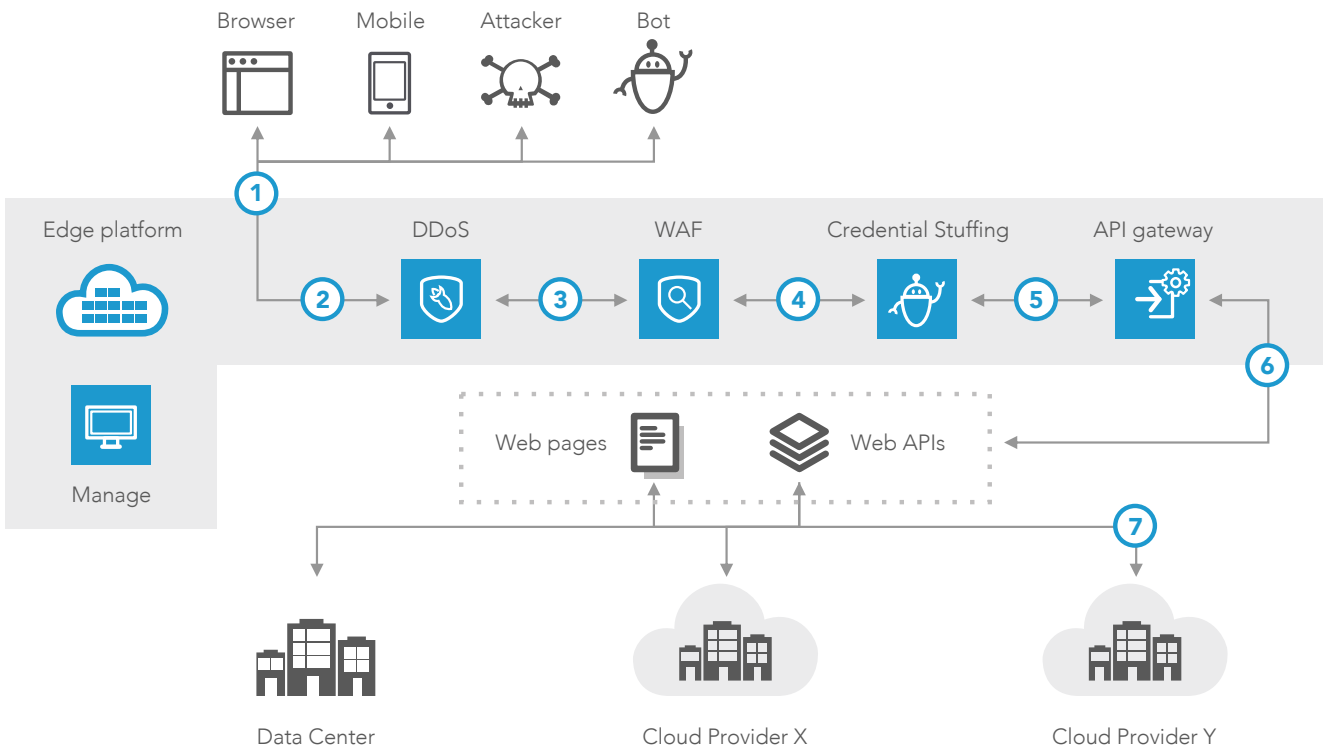 Browser
Mobile
Attacker
Bot
1
Edge platform
DDoS
WAF
Credential Stuffing
API gateway
2
3
4
5
6
Manage
Web pages
Web APIs
7
Data Center
Cloud Provider X
Cloud Provider Y